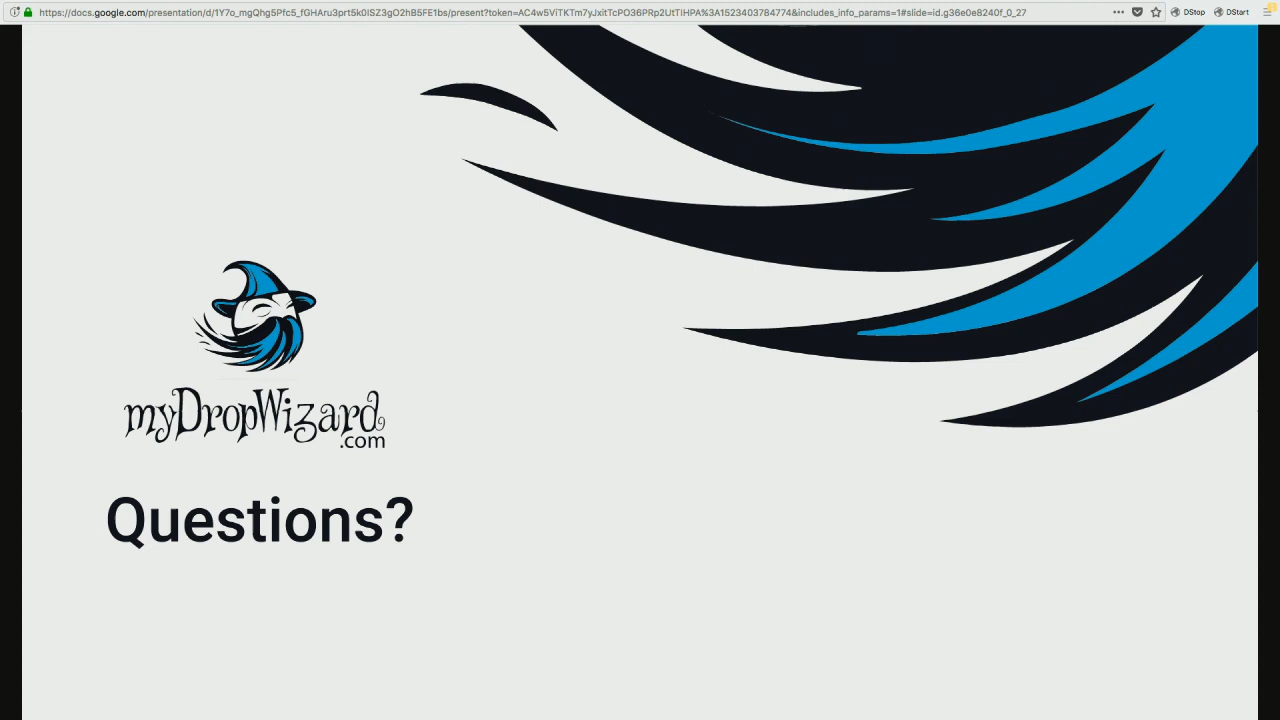 https://docs.google.com/presentation/d/1Y7o_mgQhg5Pfc5_fGHAru3prt5k0ISZ3gO2hB5FE1bs/present?token=AC4w5ViTKTm7yJxitTcPO36PRp2UtTIHPA%3A1523403784774&includes_info_params=1#slide=id.g36e0e8240f_0_27
DStop
DStart
myDropWizard
.com
Questions?